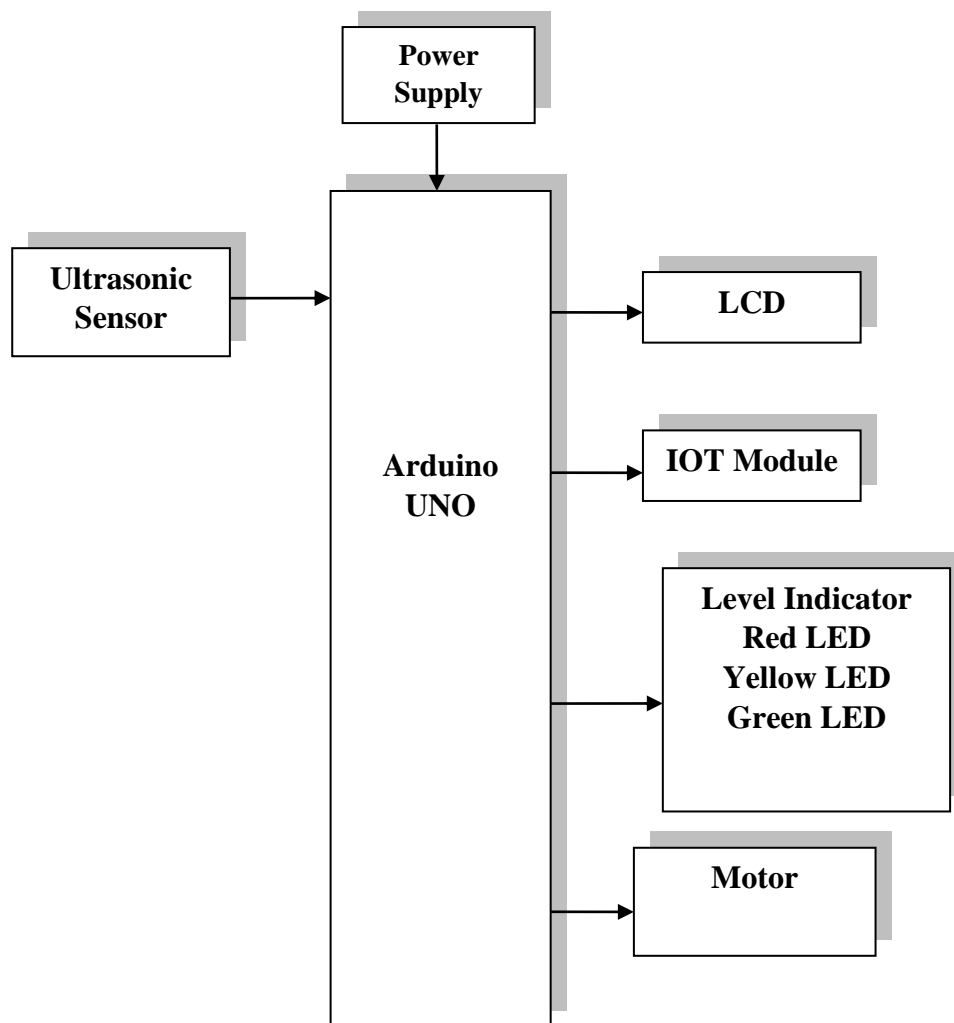 Power
Supply
Ultrasonic
Sensor
LCD
Arduino
UNO
IOT Module
Level Indicator
Red LED
Yellow LED
Green LED
Motor